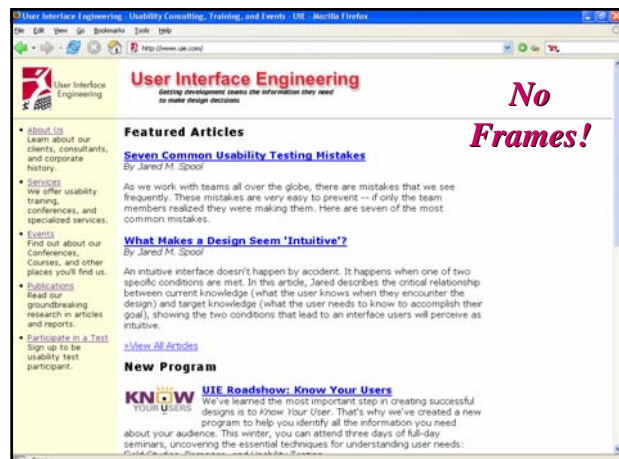 User Interface Engineering - Usability Consulting, Training, and Events - UIE - Mozilla Firefox
File Edit View Go Bookmarks Tools Help
http://www.uie.com/
Go
User Interface
Engineering
User Interface Engineering
Getting development teams the information they need
to make design decisions
No
Frames!
• About Us
Learn about our
clients, consultants,
and corporate
history.
• Services
We offer usability
training,
conferences, and
specialized services.
• Events
Find out about our
Conferences,
Courses, and other
places you'll find us.
• Publications
Read our
groundbreaking
research in articles
and reports.
• Participate in a Test
Sign up to be
usability test
participant.
Featured Articles
Seven Common Usability Testing Mistakes
By Jared M. Spool
As we work with teams all over the globe, there are mistakes that we see
frequently. These mistakes are very easy to prevent -- if only the team
members realized they were making them. Here are seven of the most
common mistakes.
What Makes a Design Seem 'Intuitive'?
By Jared M. Spool
An intuitive interface doesn't happen by accident. It happens when one of two
specific conditions are met. In this article, Jared describes the critical relationship
between current knowledge (what the user knows when they encounter the
design) and target knowledge (what the user needs to know to accomplish their
goal), showing the two conditions that lead to an interface users will perceive as
intuitive.
>View All Articles
New Program
KNOW
YOUR USERS
UIE Roadshow: Know Your Users
We've learned the most important step in creating successful
designs is to Know Your User. That's why we've created a new
program to help you identify all the information you need
about your audience. This winter, you can attend three days of full-day
seminars, uncovering the essential techniques for understanding user needs:
Field Studies, Personas, and Usability Testing.